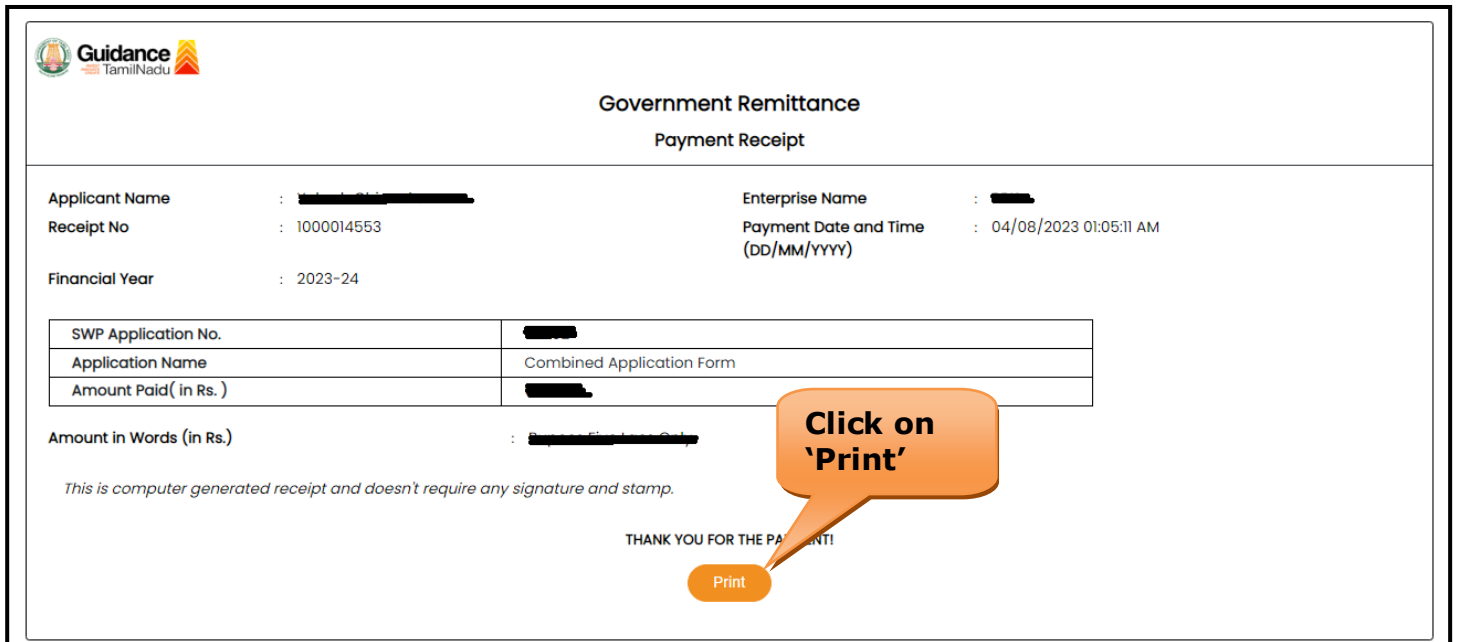 Guidance
TamilNadu
Government Remittance
Payment Receipt
Applicant Name :
Enterprise Name :
Receipt No : 1000014553
Payment Date and Time : 04/08/2023 01:05:11 AM
(DD/MM/YYYY)
Financial Year : 2023-24
SWP Application No.
Application Name Combined Application Form
Amount Paid( in Rs. )
Click on
‘Print’
Amount in Words (in Rs.) :
This is computer generated receipt and doesn't require any signature and stamp.
THANK YOU FOR THE
Print